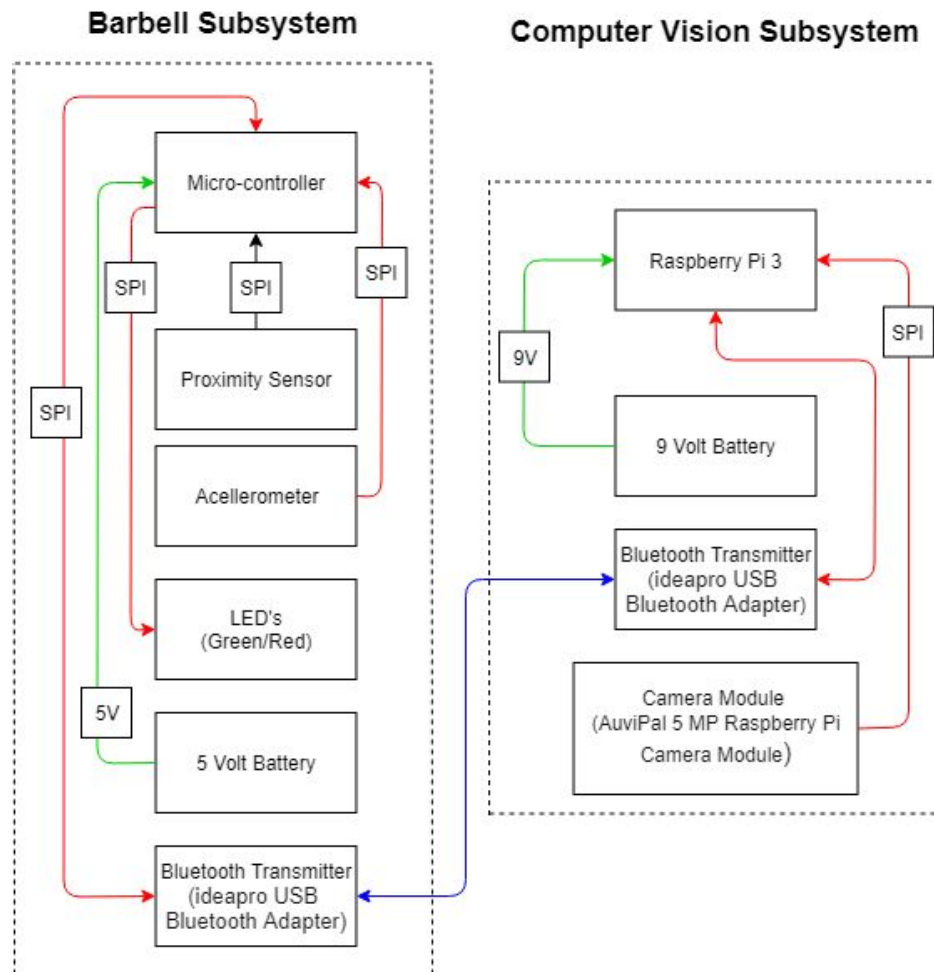 Barbell Subsystem
Computer Vision Subsystem
Micro-controller
SPI
SPI
SPI
Proximity Sensor
SPI
Acellerometer
LED's
(Green/Red)
5V
5 Volt Battery
Bluetooth Transmitter
(ideapro USB
Bluetooth Adapter)
Raspberry Pi 3
9V
SPI
9 Volt Battery
Bluetooth Transmitter
(ideapro USB
Bluetooth Adapter)
Camera Module
(AuviPal 5 MP Raspberry Pi
Camera Module)